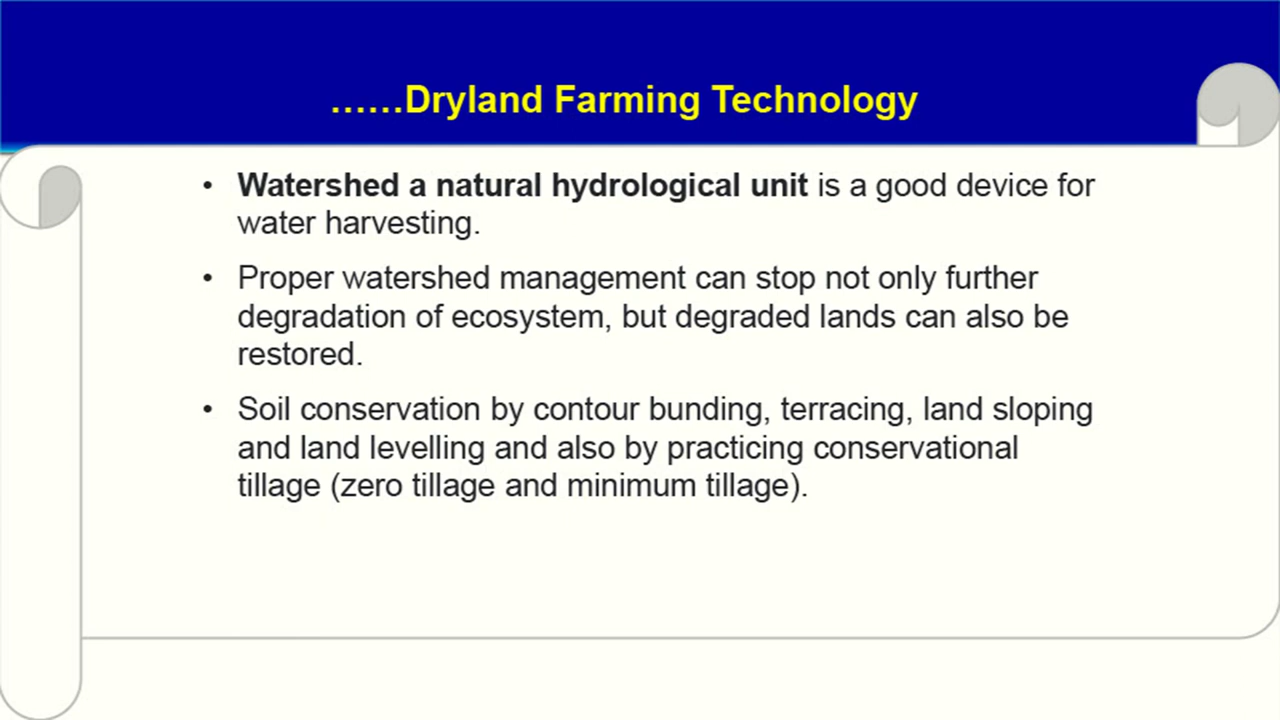 ......Dryland Farming Technology
• Watershed a natural hydrological unit is a good device for
water harvesting.
• Proper watershed management can stop not only further
degradation of ecosystem, but degraded lands can also be
restored.
• Soil conservation by contour bunding, terracing, land sloping
and land levelling and also by practicing conservational
tillage (zero tillage and minimum tillage).